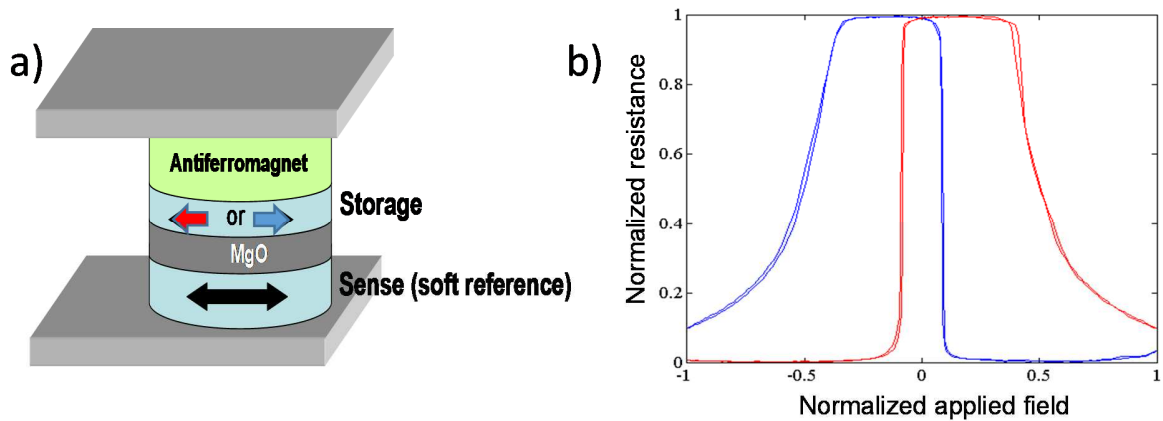 a)
Antiferromagnet
or
Storage
MgO
Sense (soft reference)
b)
Normalized resistance
1
0.8
0.6
0.4
0.2
0
-1
-0.5
0
0.5
1
Normalized applied field